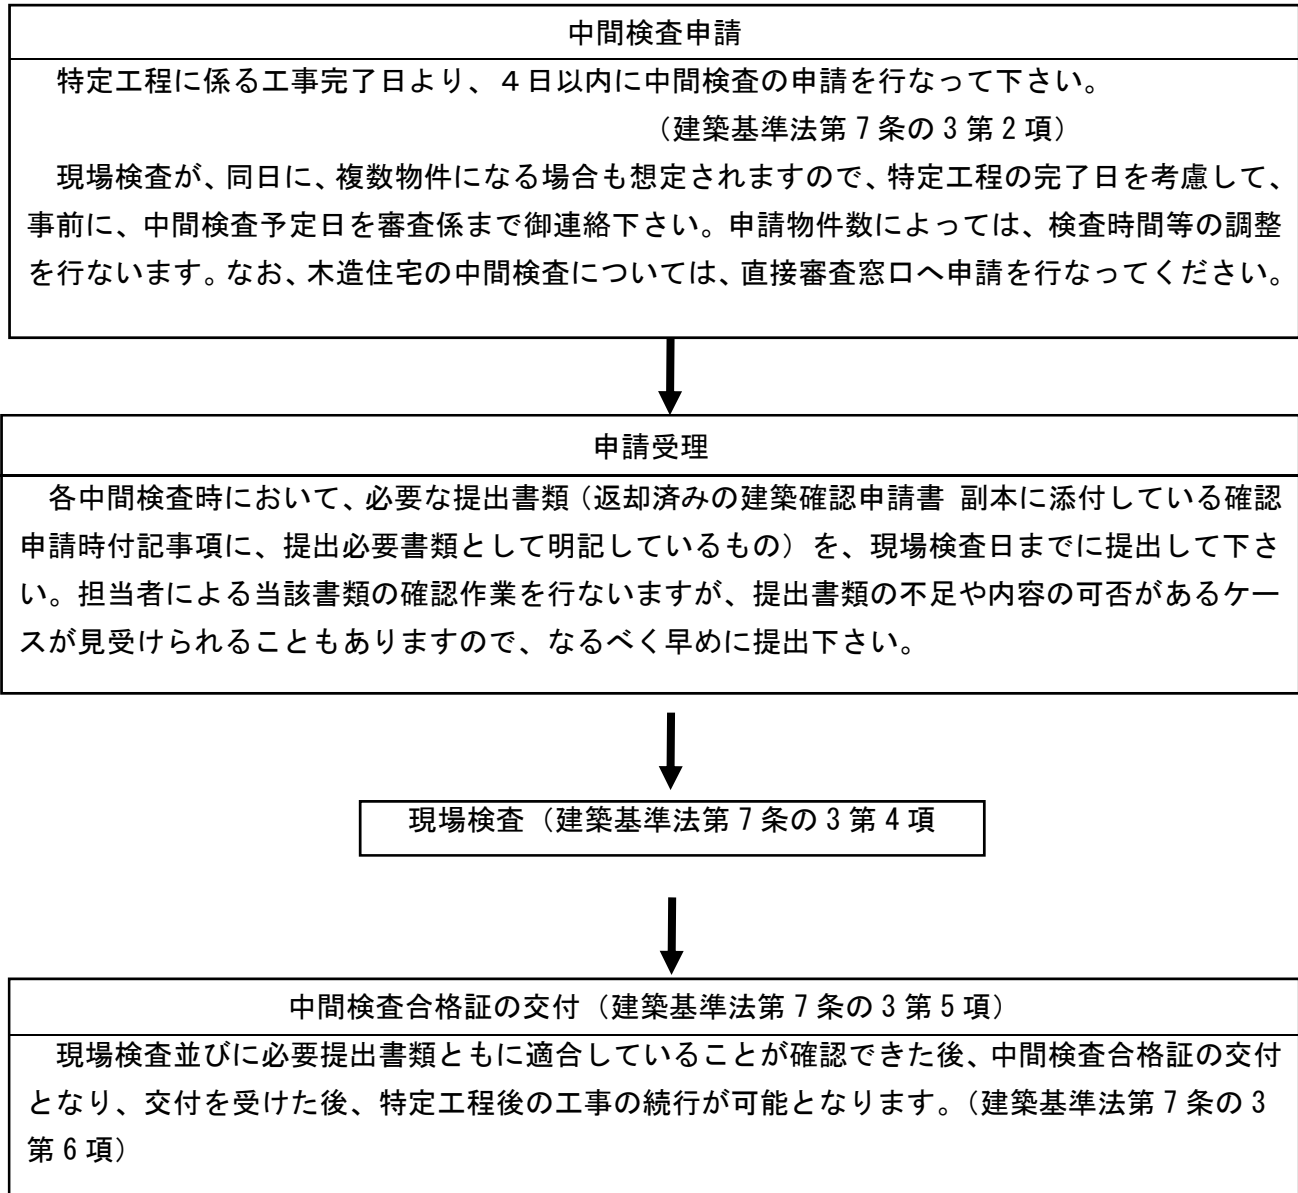 中間検査申請
特定工程に係る工事完了日より、４日以内に中間検査の申請を行なって下さい。
（建築基準法第７条の３第２項）
現場検査が、同日に、複数物件になる場合も想定されますので、特定工程の完了日を考慮して、
事前に、中間検査予定日を審査係まで御連絡下さい。申請物件数によっては、検査時間等の調整
を行ないます。なお、木造住宅の中間検査については、直接審査窓口へ申請を行なってください。
申請受理
各中間検査時において、必要な提出書類（返却済みの建築確認申請書 副本に添付している確認
申請時付記事項に、提出必要書類として明記しているもの）を、現場検査日までに提出して下さ
い。担当者による当該書類の確認作業を行ないますが、提出書類の不足や内容の可否があるケー
スが見受けられることもありますので、なるべく早めに提出下さい。
現場検査（建築基準法第７条の３第４項
中間検査合格証の交付（建築基準法第７条の３第５項）
現場検査並びに必要提出書類ともに適合していることが確認できた後、中間検査合格証の交付
となり、交付を受けた後、特定工程後の工事の続行が可能となります。（建築基準法第７条の３
第６項）